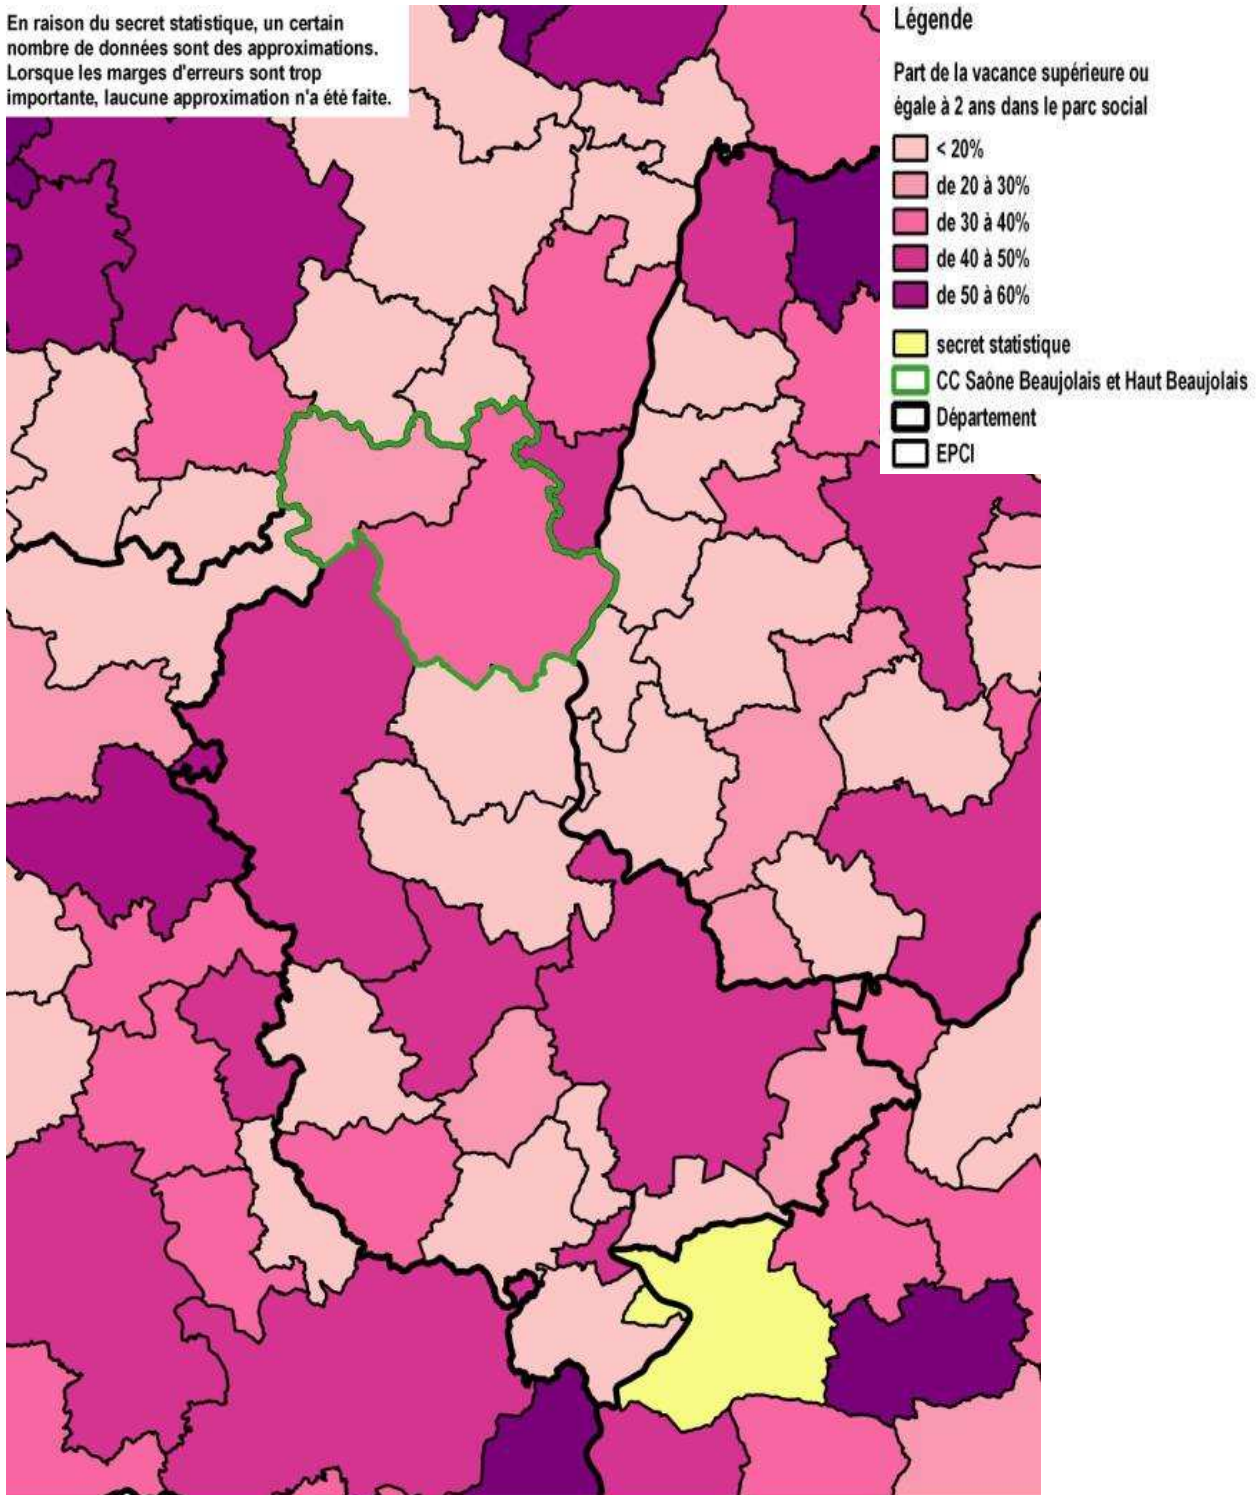 En raison du secret statistique, un certain
nombre de données sont des approximations.
Lorsque les marges d'erreurs sont trop
importante, laucune approximation n'a été faite.
Légende
Part de la vacance supérieure ou
égale à 2 ans dans le parc social
< 20%
de 20 à 30%
de 30 à 40%
de 40 à 50%
de 50 à 60%
secret statistique
CC Saône Beaujolais et Haut Beaujolais
Département
EPCI